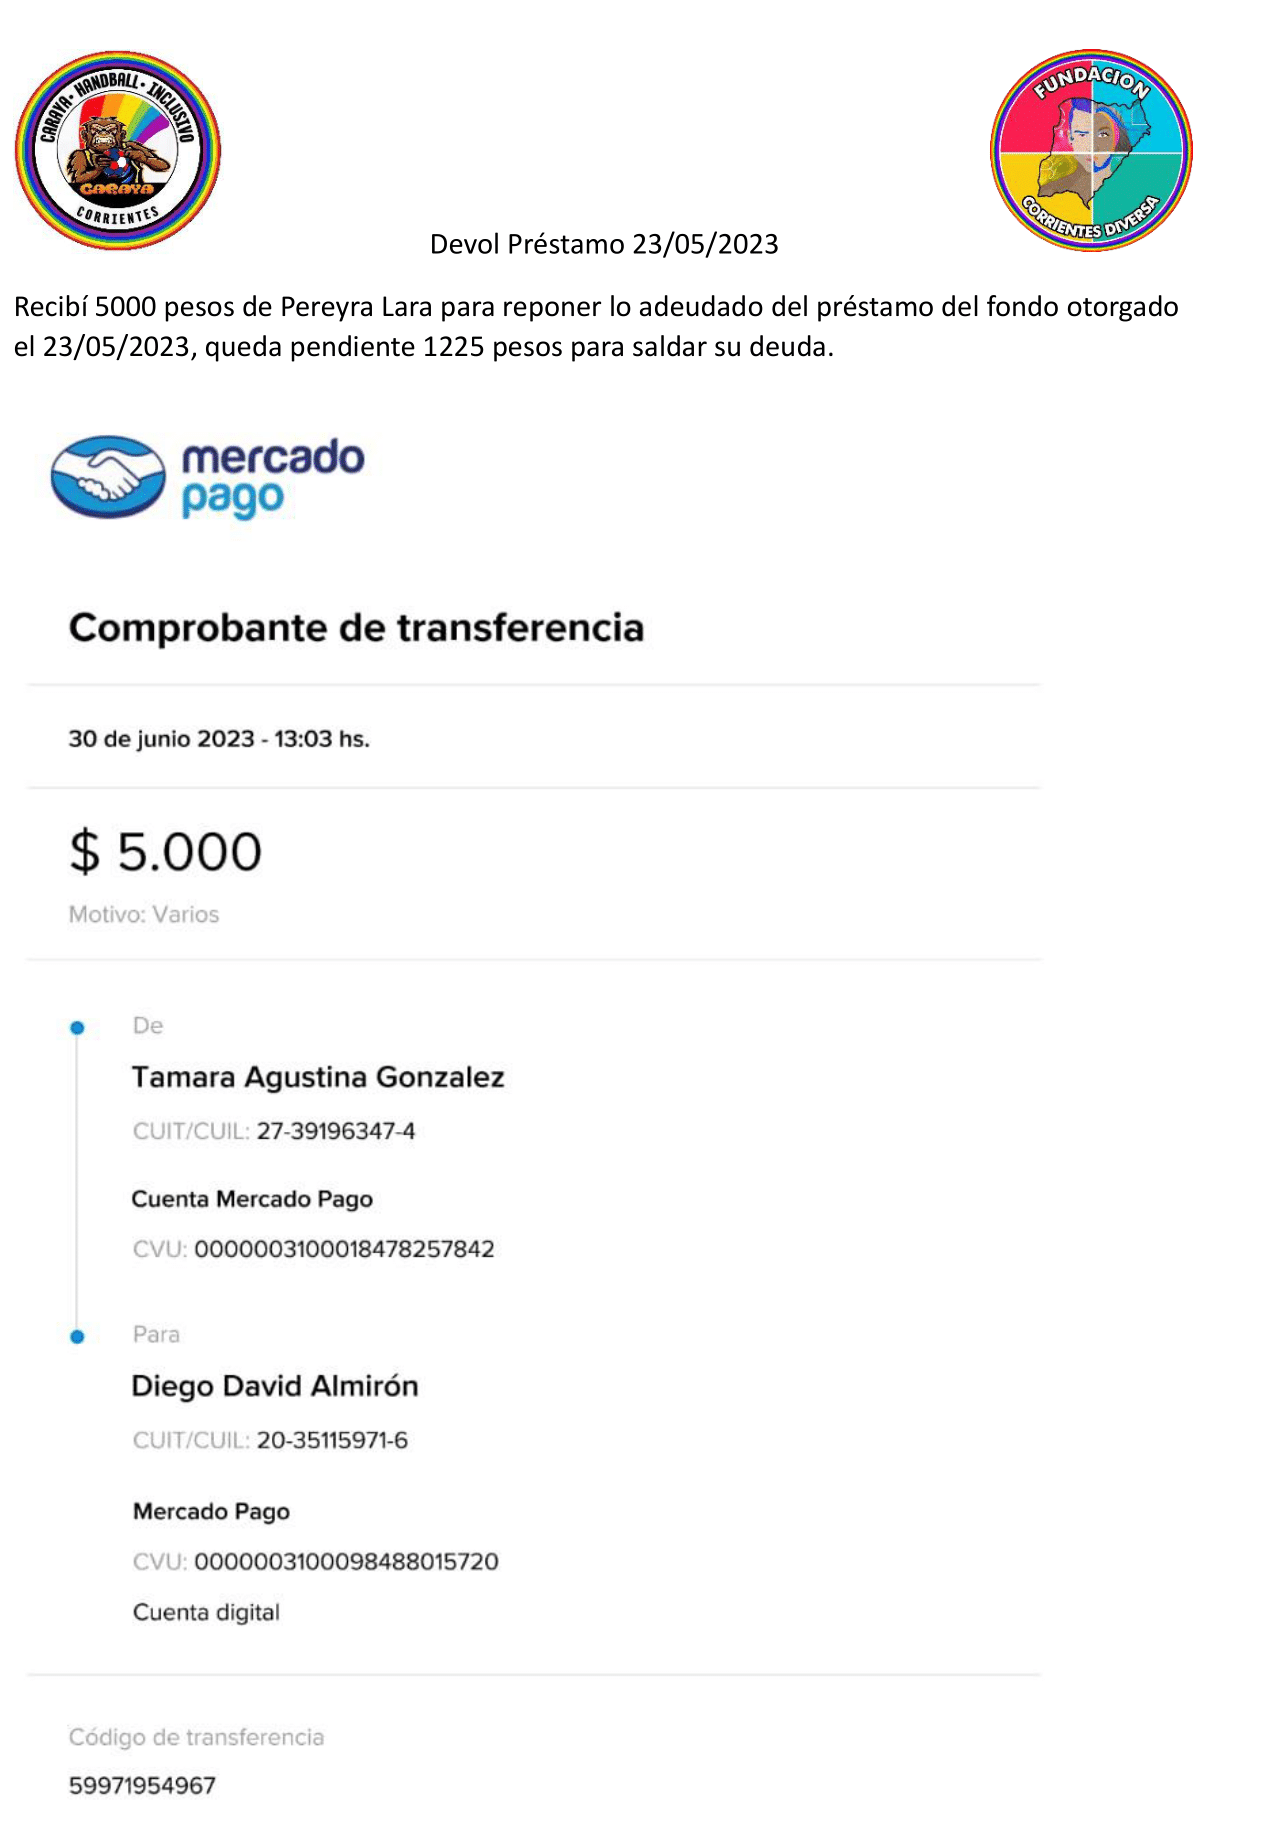 CARAYA • HANDBALL • INCLUSIVO
CARAYA
CORRIENTES
FUNDACION
CORRIENTES DIVERSA
Devol Préstamo 23/05/2023
Recibí 5000 pesos de Pereyra Lara para reponer lo adeudado del préstamo del fondo otorgado
el 23/05/2023, queda pendiente 1225 pesos para saldar su deuda.
mercado
pago
Comprobante de transferencia
30 de junio 2023 - 13:03 hs.
$ 5.000
Motivo: Varios
De
Tamara Agustina Gonzalez
CUIT/CUIL: 27-39196347-4
Cuenta Mercado Pago
CVU: 0000003100018478257842
Para
Diego David Almirón
CUIT/CUIL: 20-35115971-6
Mercado Pago
CVU: 0000003100098488015720
Cuenta digital
Código de transferencia
59971954967